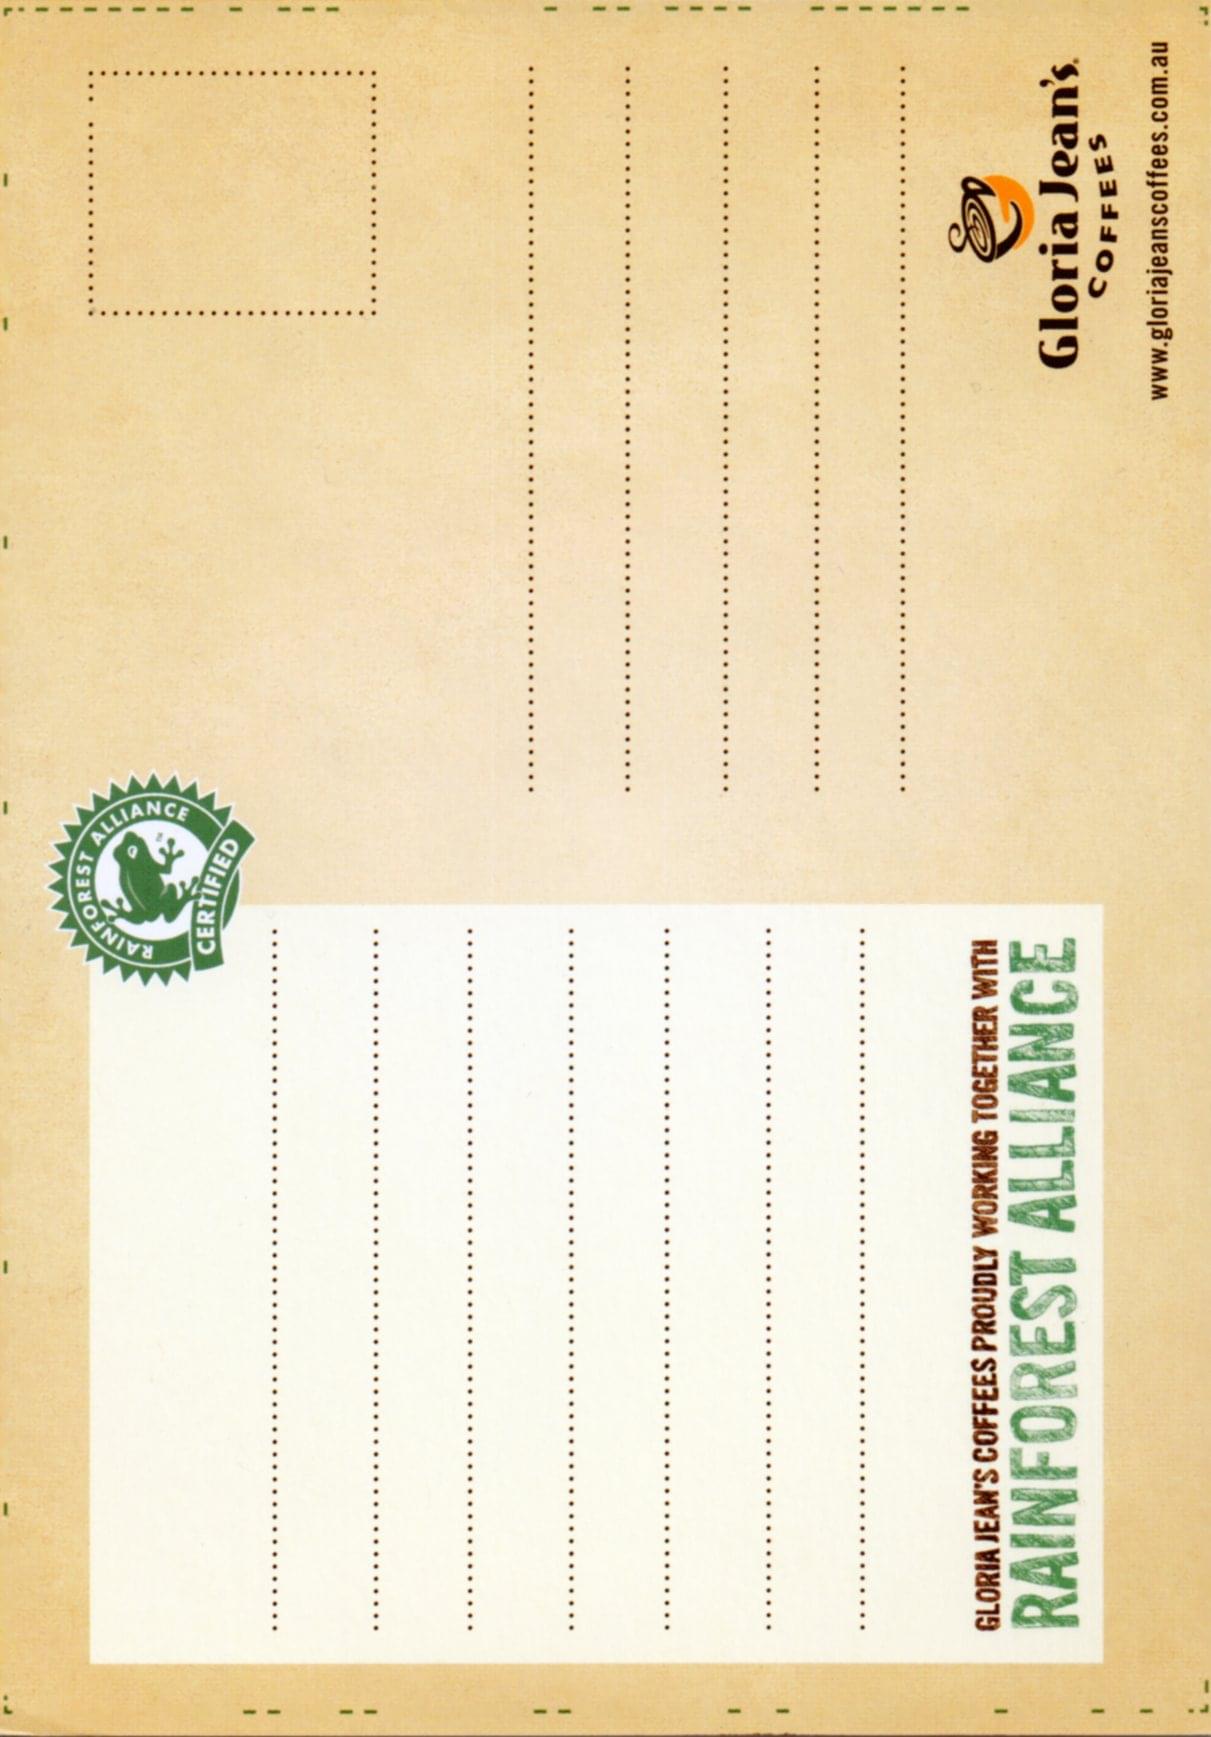 RAINFOREST ALLIANCE
TM
CERTIFIED
GLORIA JEAN'S COFFEES PROUDLY WORKING TOGETHER WITH
RAINFOREST ALLIANCE
Gloria Jean's
COFFEES
www.gloriajeanscoffees.com.au